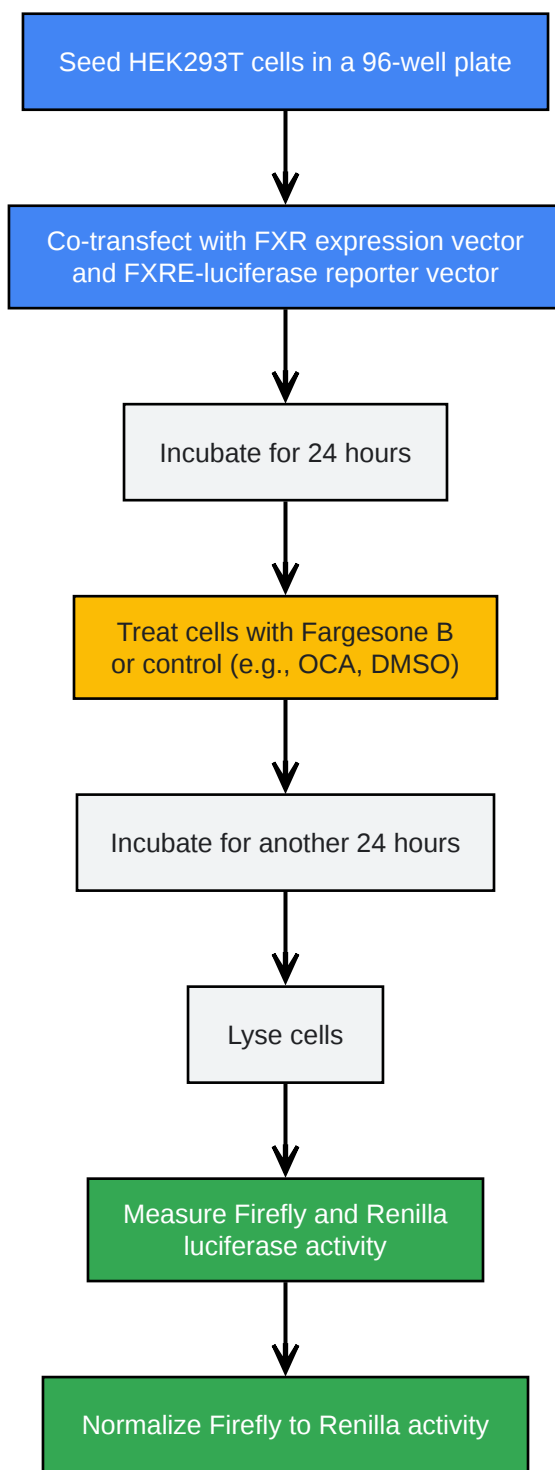 Seed HEK293T cells in a 96-well plate
Co-transfect with FXR expression vector
and FXRE-luciferase reporter vector
Incubate for 24 hours
Treat cells with Fargesone B
or control (e.g., OCA, DMSO)
Incubate for another 24 hours
Lyse cells
Measure Firefly and Renilla
luciferase activity
Normalize Firefly to Renilla activity